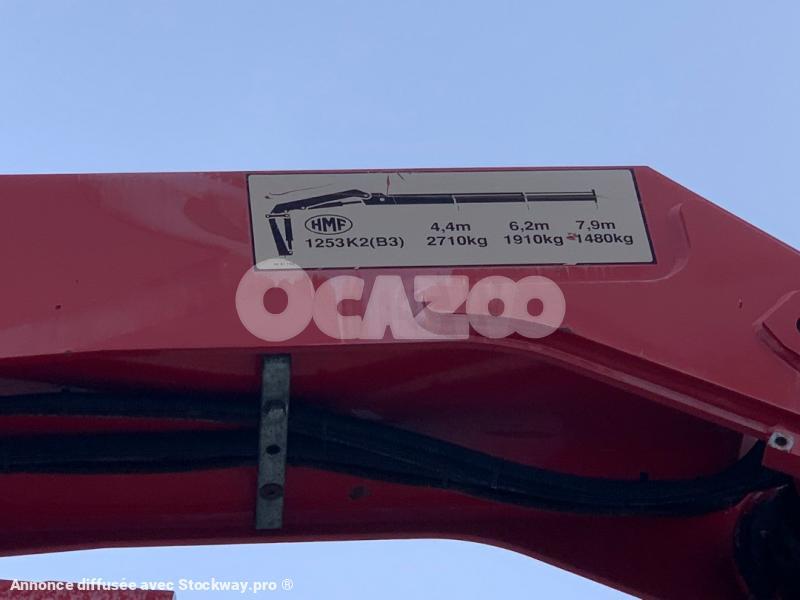 HMF 4,4m 6,2m 7,9m
1253K2(B3) 2710kg 1910kg 1480kg
OCAZOO
Annonce diffusée avec Stockway.pro ®